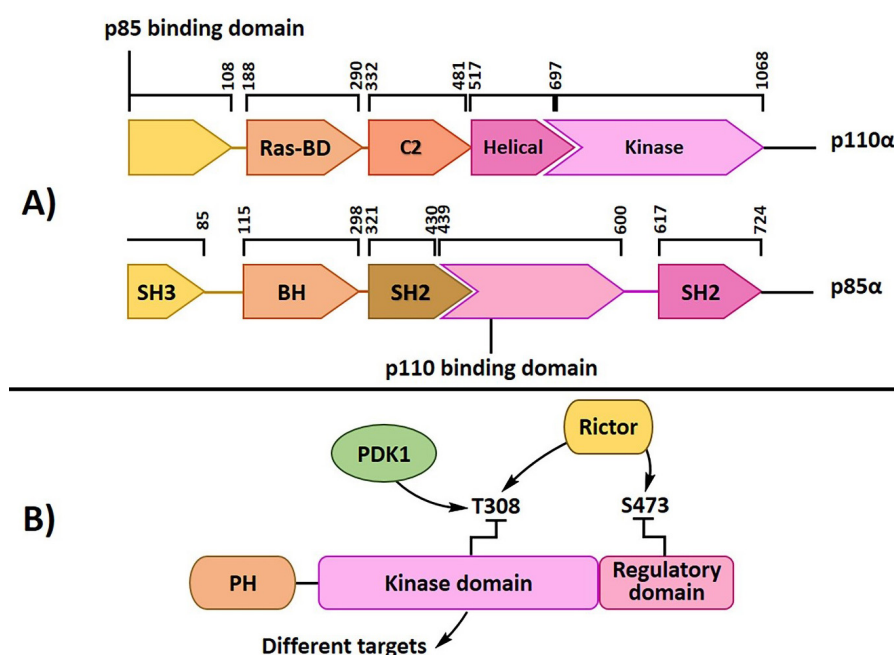 p85 binding domain
108 188 290 332 481 517 697 1068
Ras-BD C2 Helical Kinase p110α
A)
85 115 298 321 430 439 600 617 724
SH3 BH SH2 SH2 p85α
p110 binding domain
Rictor
PDK1
B)
T308 S473
PH Kinase domain Regulatory
domain
Different targets